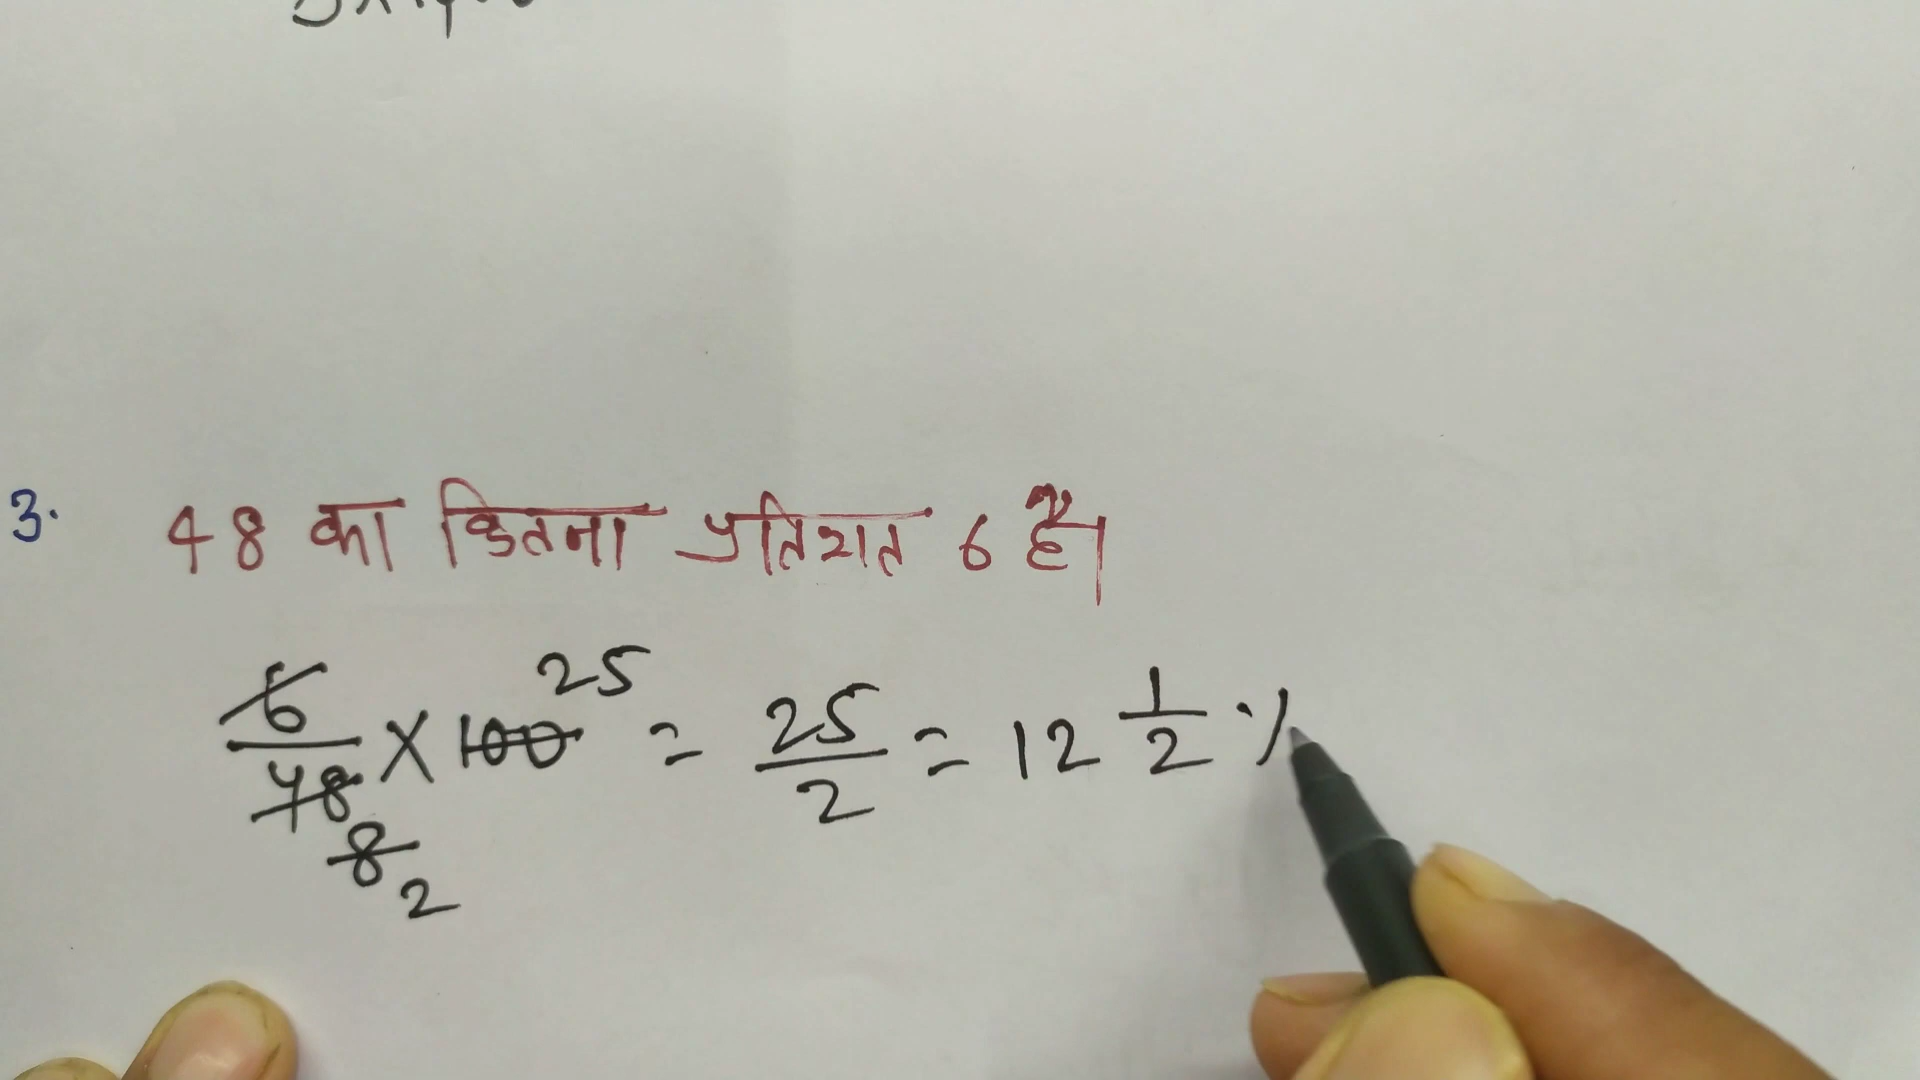 3. 48 का कितना प्रतिशत 6 है।
6/48 × 100 25 = 25/2 = 12 1/2 %
8
2